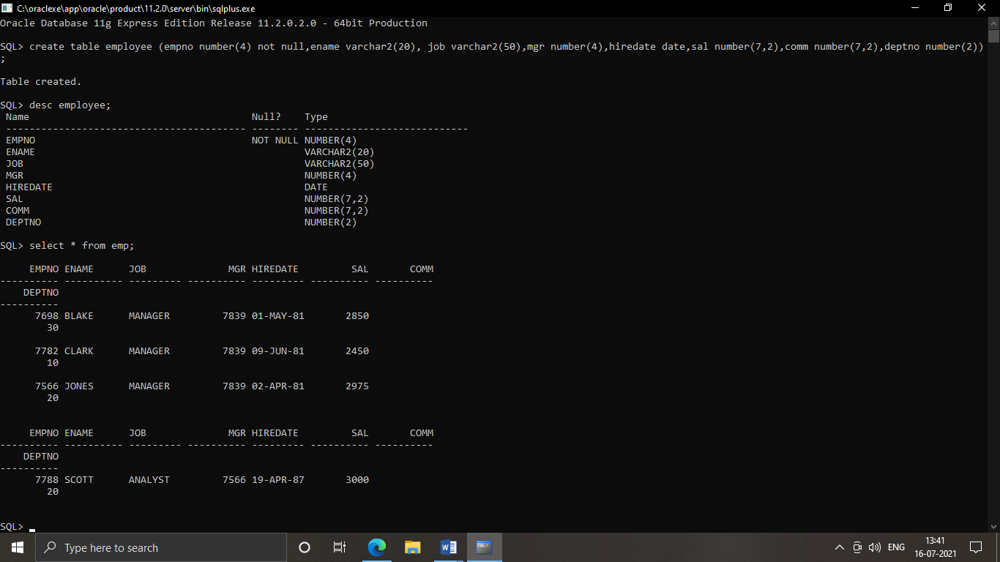 C:\oraclexe\app\oracle\product\11.2.0\server\bin\sqlplus.exe
Oracle Database 11g Express Edition Release 11.2.0.2.0 - 64bit Production
SQL> create table employee (empno number(4) not null,ename varchar2(20), job varchar2(50),mgr number(4),hiredate date,sal number(7,2),comm number(7,2),deptno number(2))
;
Table created.
SQL> desc employee;
 Name                                      Null?    Type
 ----------------------------------------- -------- ----------------------------
 EMPNO                                     NOT NULL NUMBER(4)
 ENAME                                              VARCHAR2(20)
 JOB                                                VARCHAR2(50)
 MGR                                                NUMBER(4)
 HIREDATE                                           DATE
 SAL                                                NUMBER(7,2)
 COMM                                               NUMBER(7,2)
 DEPTNO                                             NUMBER(2)
SQL> select * from emp;
     EMPNO ENAME      JOB              MGR HIREDATE         SAL       COMM
---------- ---------- --------- ---------- --------- ---------- ----------
    DEPTNO
----------
      7698 BLAKE      MANAGER         7839 01-MAY-81       2850
        30
      7782 CLARK      MANAGER         7839 09-JUN-81       2450
        10
      7566 JONES      MANAGER         7839 02-APR-81       2975
        20
     EMPNO ENAME      JOB              MGR HIREDATE         SAL       COMM
---------- ---------- --------- ---------- --------- ---------- ----------
    DEPTNO
----------
      7788 SCOTT      ANALYST         7566 19-APR-87       3000
        20
SQL>
Type here to search
W
SQL>
ENG
13:41
16-07-2021